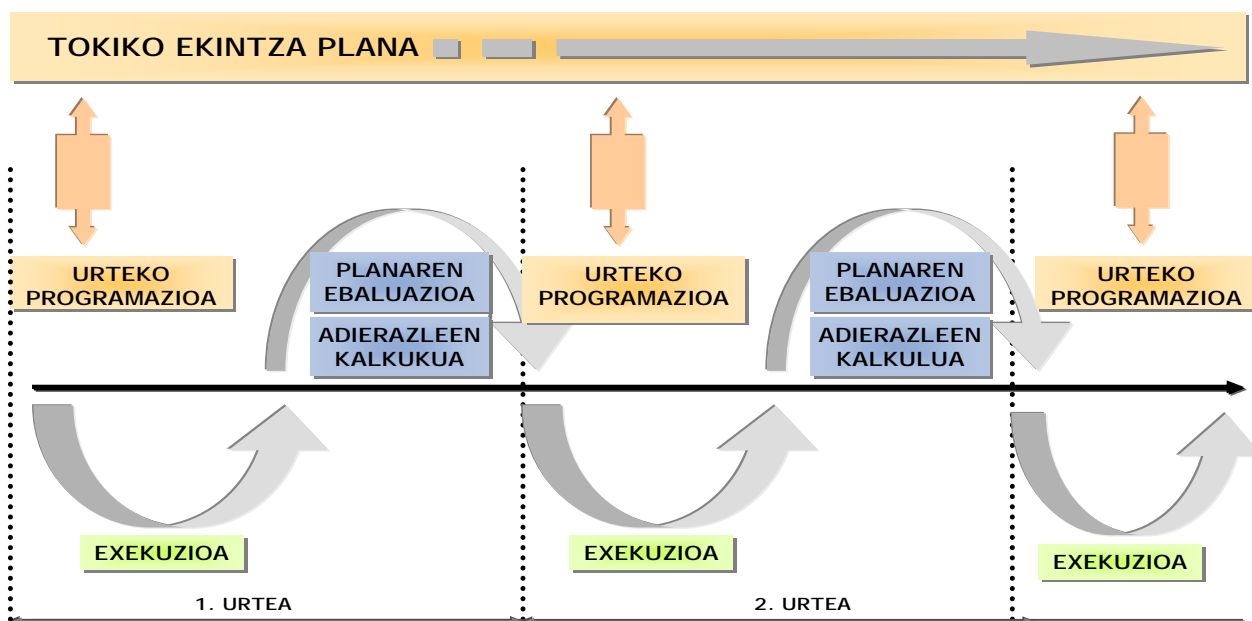 TOKIKO EKINTZA PLANA
URTEKO
PROGRAMAZIOA
PLANAREN
EBALUAZIOA
ADIERAZLEEN
KALKUKUA
URTEKO
PROGRAMAZIOA
PLANAREN
EBALUAZIOA
ADIERAZLEEN
KALKULUA
URTEKO
PROGRAMAZIOA
EXEKUZIOA
EXEKUZIOA
EXEKUZIOA
1. URTEA
2. URTEA